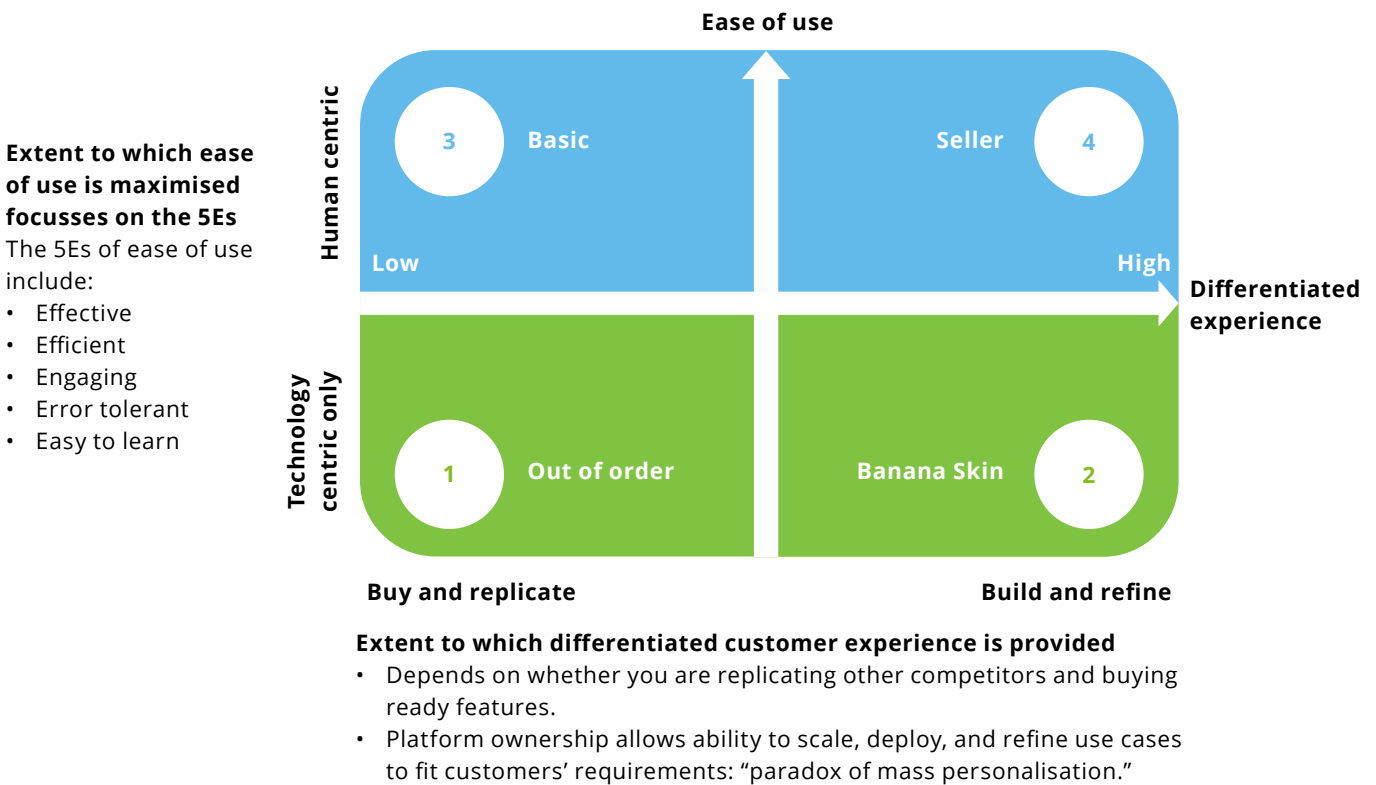 Ease of use
Extent to which ease
of use is maximised
focusses on the 5Es
The 5Es of ease of use
include:
• Effective
• Efficient
• Engaging
• Error tolerant
• Easy to learn
Human centric
Technology
centric only
3
Basic
Seller
4
Low
High
Differentiated
experience
1
Out of order
Banana Skin
2
Buy and replicate
Build and refine
Extent to which differentiated customer experience is provided
• Depends on whether you are replicating other competitors and buying
ready features.
• Platform ownership allows ability to scale, deploy, and refine use cases
to fit customers’ requirements: “paradox of mass personalisation.”